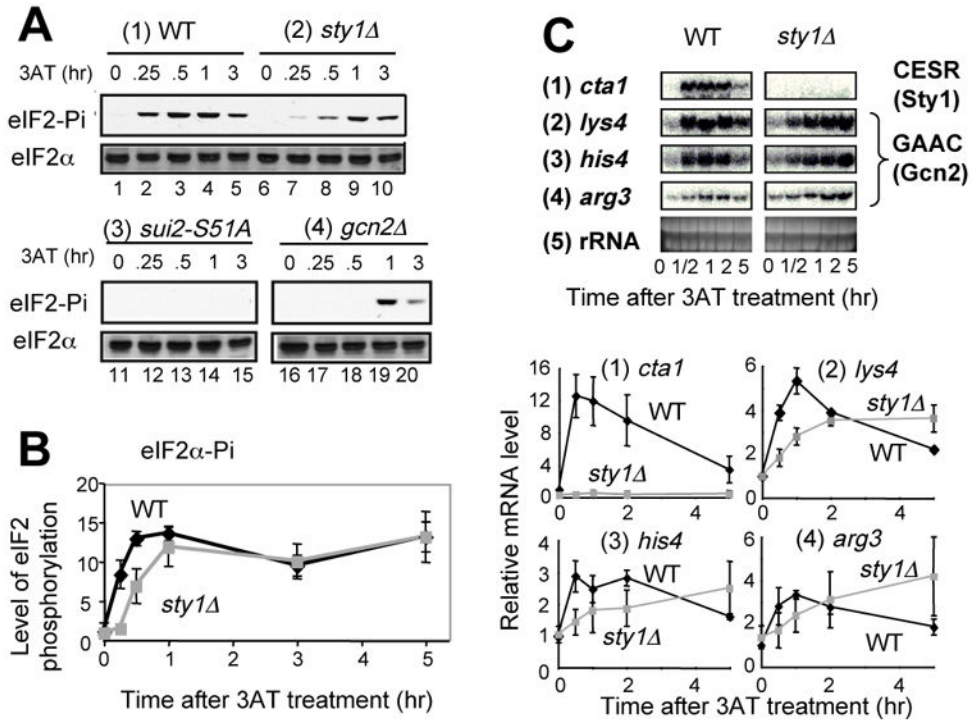 A
(1) WT (2) sty1Δ
3AT (hr) 0 .25 .5 1 3 0 .25 .5 1 3
eIF2-Pi
eIF2α
1 2 3 4 5 6 7 8 9 10
(3) sui2-S51A (4) gcn2Δ
3AT (hr) 0 .25 .5 1 3 0 .25 .5 1 3
eIF2-Pi
eIF2α
11 12 13 14 15 16 17 18 19 20
B
eIF2α-Pi
Level of eIF2
phosphorylation
20
15
10
5
0
WT
sty1Δ
0 1 2 3 4 5
Time after 3AT treatment (hr)
C
WT sty1Δ
(1) cta1
CESR
(Sty1)
(2) lys4
(3) his4
(4) arg3
GAAC
(Gcn2)
(5) rRNA
0 1/2 1 2 5 0 1/2 1 2 5
Time after 3AT treatment (hr)
Relative mRNA level
(1) cta1
16
12
8
4
0
WT
sty1Δ
0 2 4
(2) lys4
6
4
2
0
sty1Δ
WT
0 2 4
(3) his4
4
3
2
1
0
WT
sty1Δ
0 2 4
(4) arg3
6
4
2
0
sty1Δ
WT
0 2 4
Time after 3AT treatment (hr)